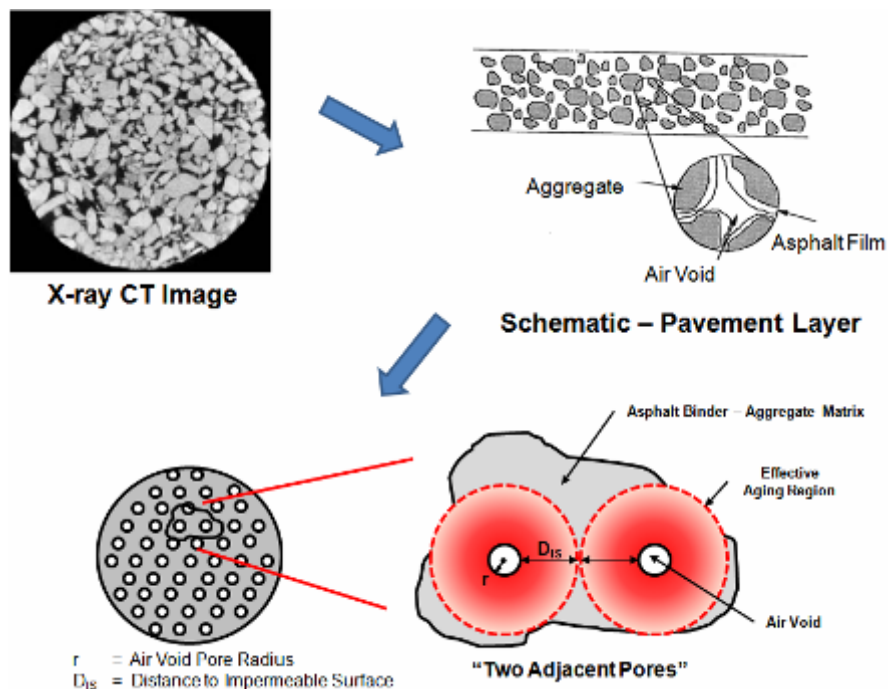 X-ray CT Image
Aggregate
Asphalt Film
Air Void
Schematic – Pavement Layer
Asphalt Binder – Aggregate Matrix
Effective
Aging Region
DIS
r
Air Void
"Two Adjacent Pores"
r = Air Void Pore Radius
DIS = Distance to Impermeable Surface